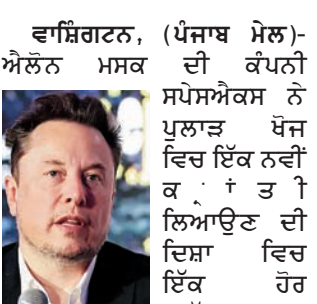 ਵਾਸ਼ਿੰਗਟਨ, (ਪੰਜਾਬ ਮੇਲ)-
ਐਲੋਨ ਮਸਕ ਦੀ ਕੰਪਨੀ
ਸਪੇਸਐਕਸ ਨੇ
ਪੁਲਾੜ ਖੋਜ
ਵਿਚ ਇੱਕ ਨਵੀਂ
ਕ੍ਰਾਂਤੀ
ਲਿਆਉਣ ਦੀ
ਦਿਸ਼ਾ ਵਿਚ
ਇੱਕ ਹੋਰ